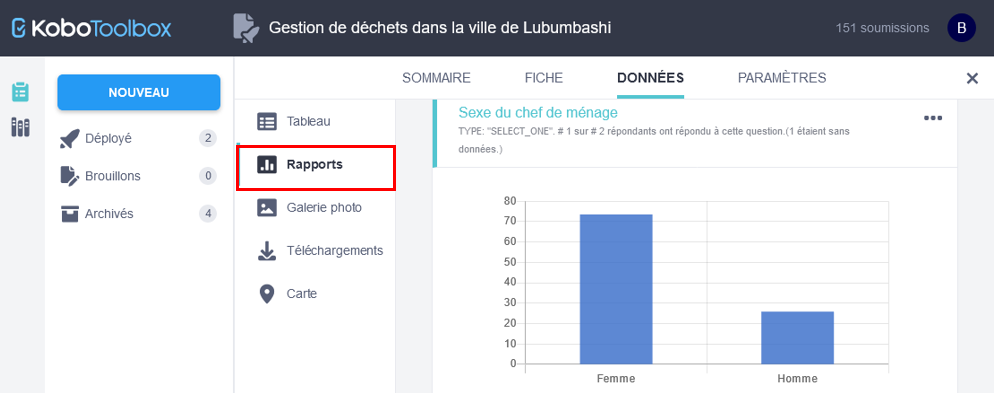 KoboToolbox
Gestion de déchets dans la ville de Lubumbashi
151 soumissions
B
NOUVEAU
Déployé 2
Brouillons 0
Archivés 4
SOMMAIRE FICHE DONNÉES PARAMÈTRES
Tableau
Rapports
Galerie photo
Téléchargements
Carte
Sexe du chef de ménage
TYPE: "SELECT_ONE". # 1 sur # 2 répondants ont répondu à cette question.(1 étaient sans
données.)
80
70
60
50
40
30
20
10
0
Femme Homme